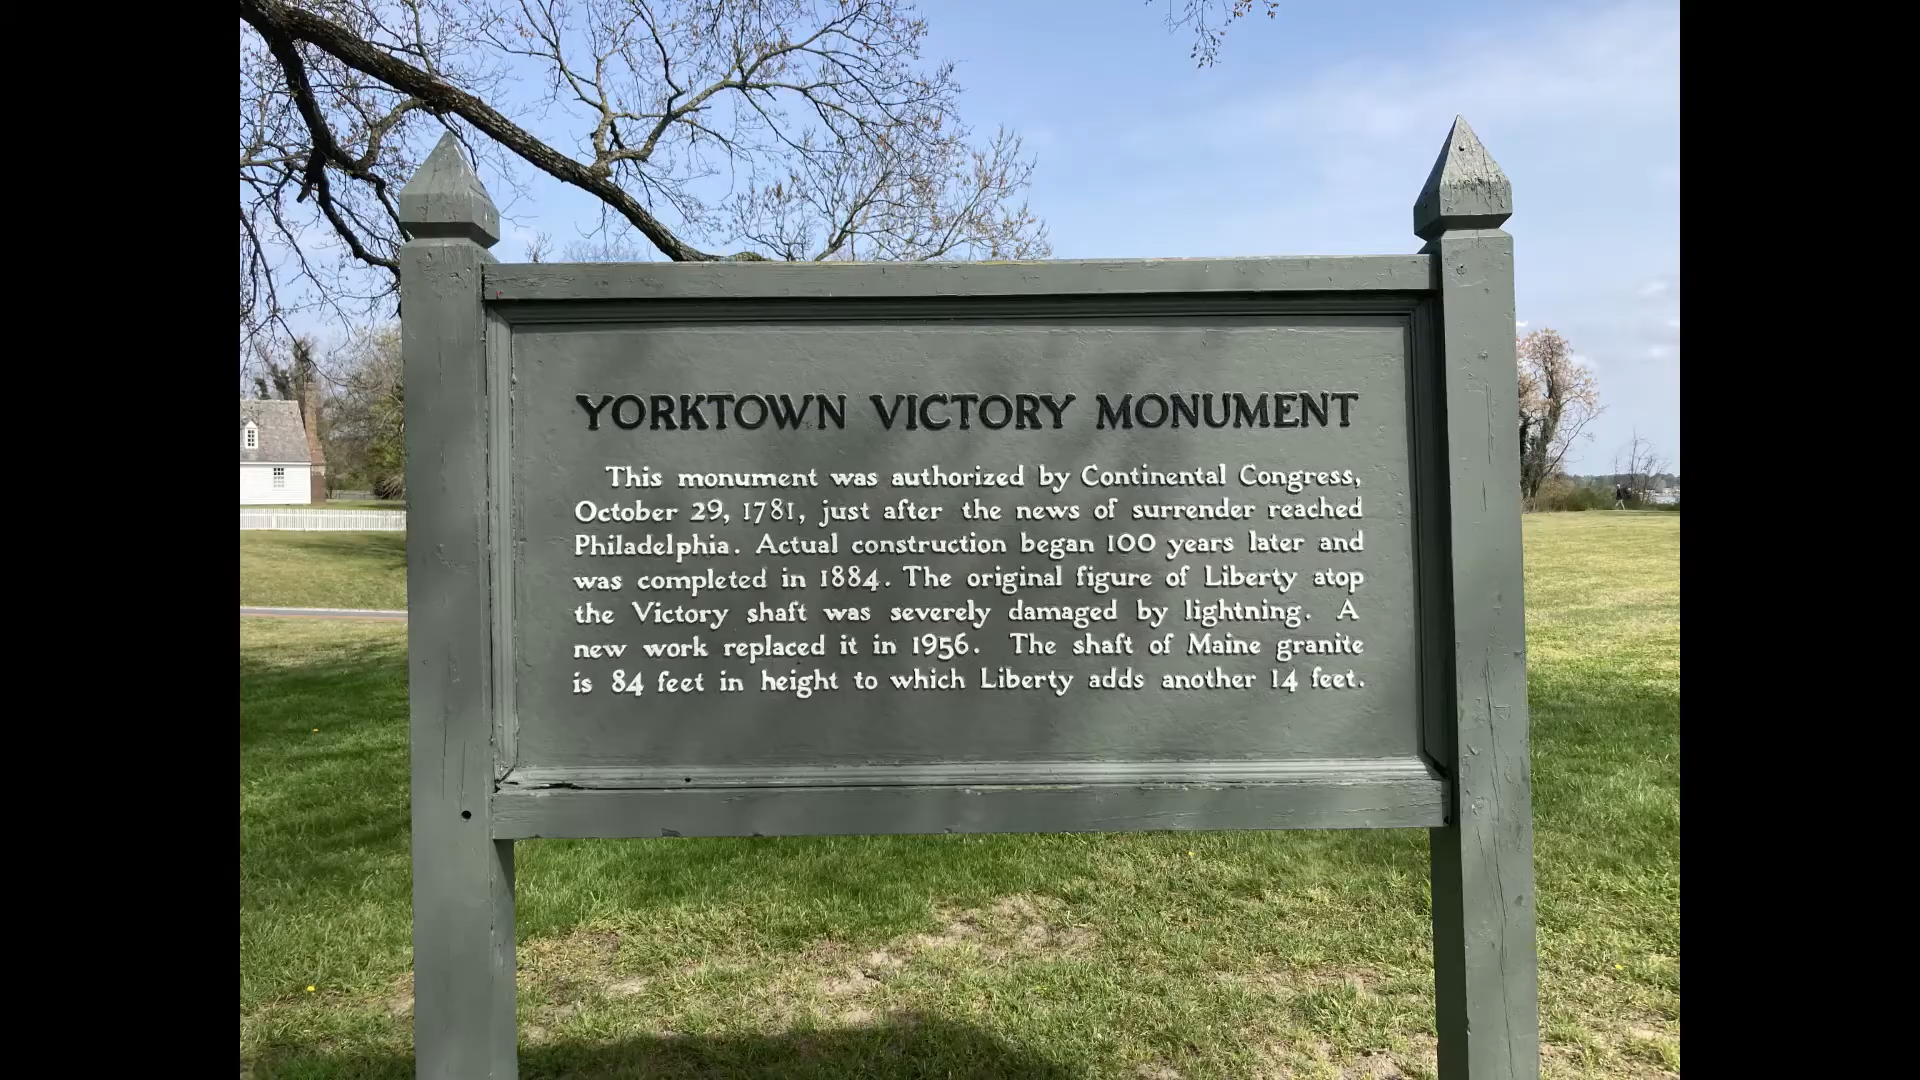 YORKTOWN VICTORY MONUMENT
This monument was authorized by Continental Congress,
October 29, 1781, just after the news of surrender reached
Philadelphia. Actual construction began 100 years later and
was completed in 1884. The original figure of Liberty atop
the Victory shaft was severely damaged by lightning. A
new work replaced it in 1956. The shaft of Maine granite
is 84 feet in height to which Liberty adds another 14 feet.